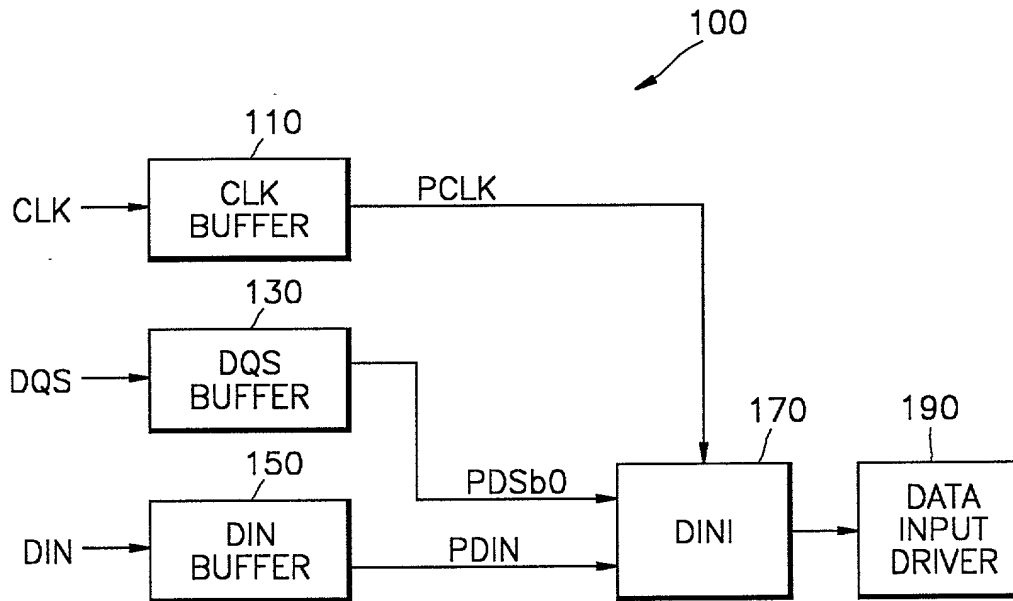 100
110
CLK
CLK
BUFFER
PCLK
130
DQS
DQS
BUFFER
170
190
150
PDSb0
DATA
INPUT
DRIVER
DIN
DIN
BUFFER
PDIN
DINI